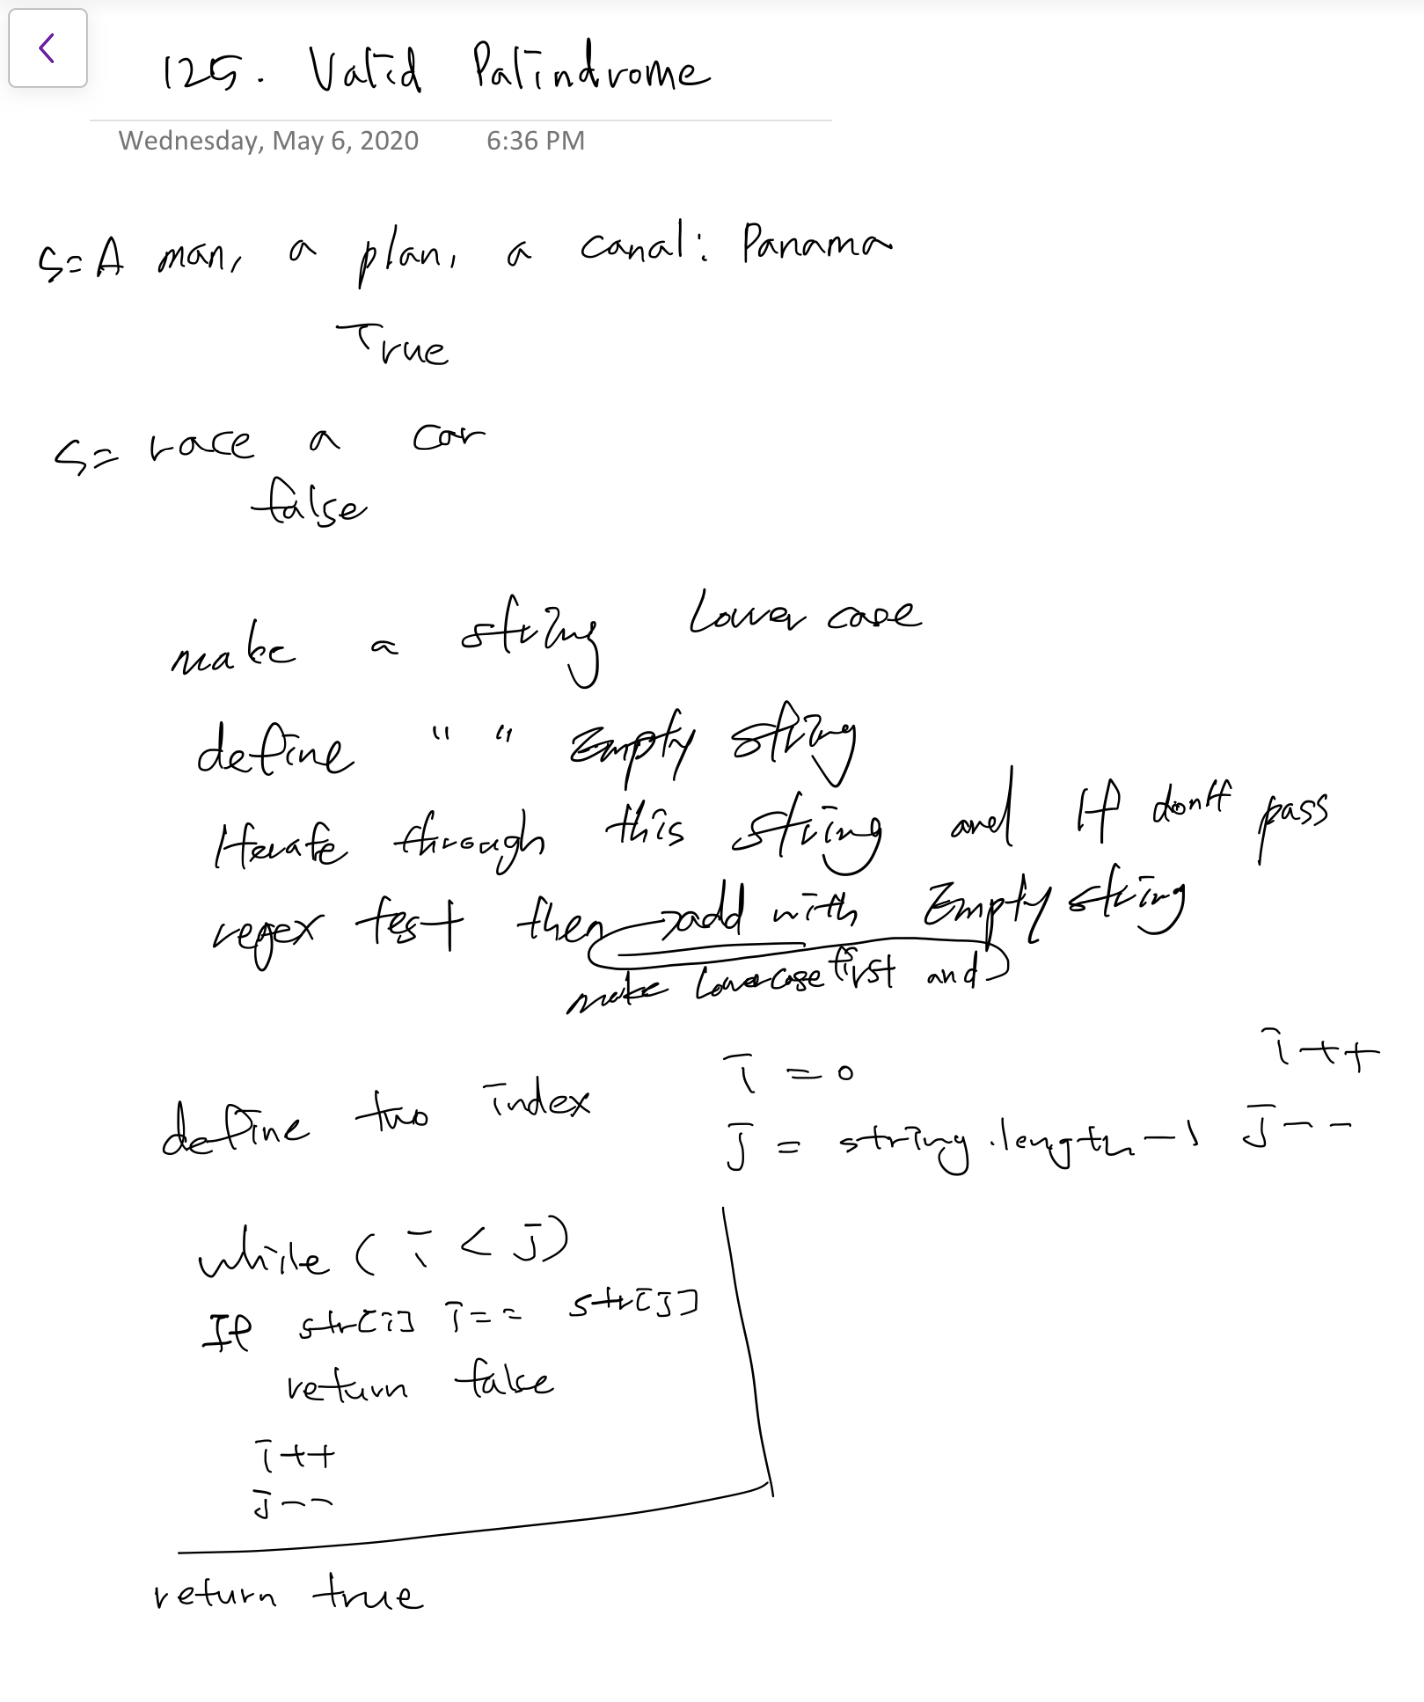 125. Valid Palindrome
Wednesday, May 6, 2020 6:36 PM
S= A man, a plan, a canal: Panama
True
S= race a car
false
make a string Lower case
define " " Empty string
Iterate through this string and If don't pass
regex test then add with Empty string
make Lowercase first and
define two index i = 0 i++
j = string.length-1 j--
while ( i < j)
If str[i] !== str[j]
return false
i++
j--
return true